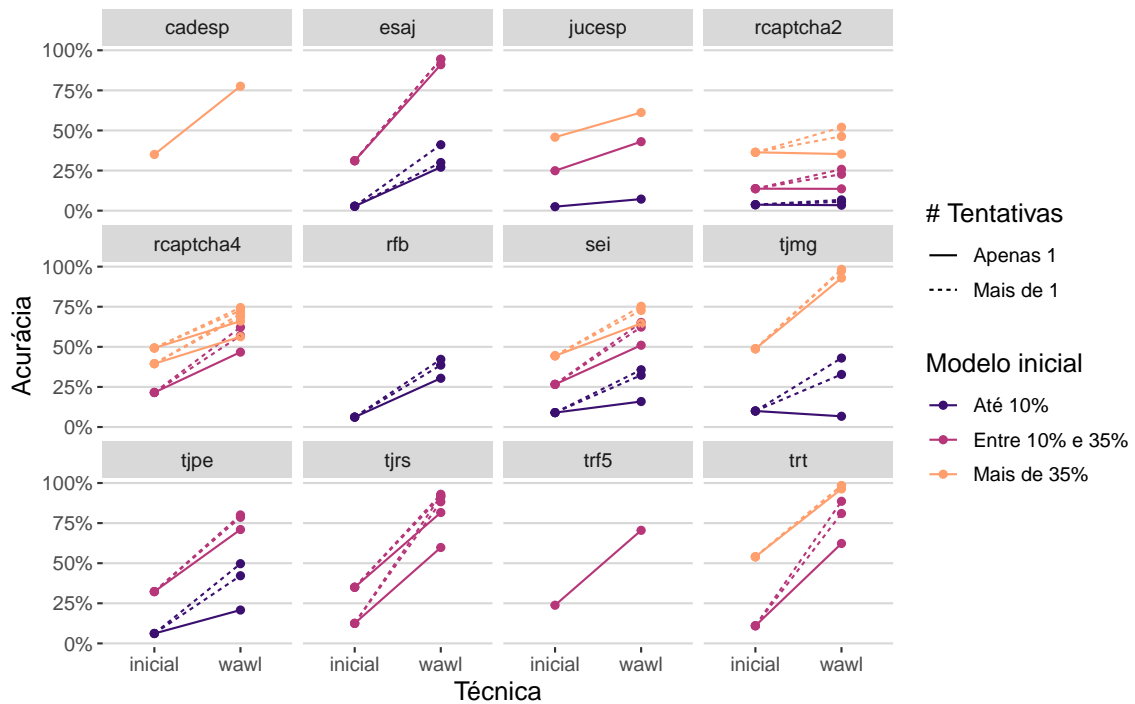 cadesp esaj jucesp rcaptcha2
100%
75%
50%
25%
0%
rcaptcha4 rfb sei tjmg
100%
75%
50%
25%
0%
tjpe tjrs trf5 trt
100%
75%
50%
25%
0%
inicial wawl inicial wawl inicial wawl inicial wawl
Técnica
Acurácia
# Tentativas
Apenas 1
Mais de 1
Modelo inicial
Até 10%
Entre 10% e 35%
Mais de 35%